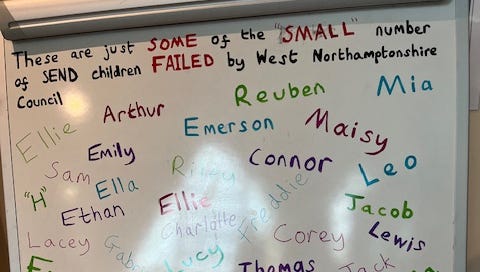 These are just SOME of the "SMALL" number
of SEND children FAILED by West Northamptonshire
Council
Arthur Reuben Mia
Ellie Emerson Maisy
Emily Connor
Sam Riley Leo
"H" Ella Freddie
Ethan Ellie Jacob
Lacey Charlotte Corey Lewis
Lucy
Thomas Jack